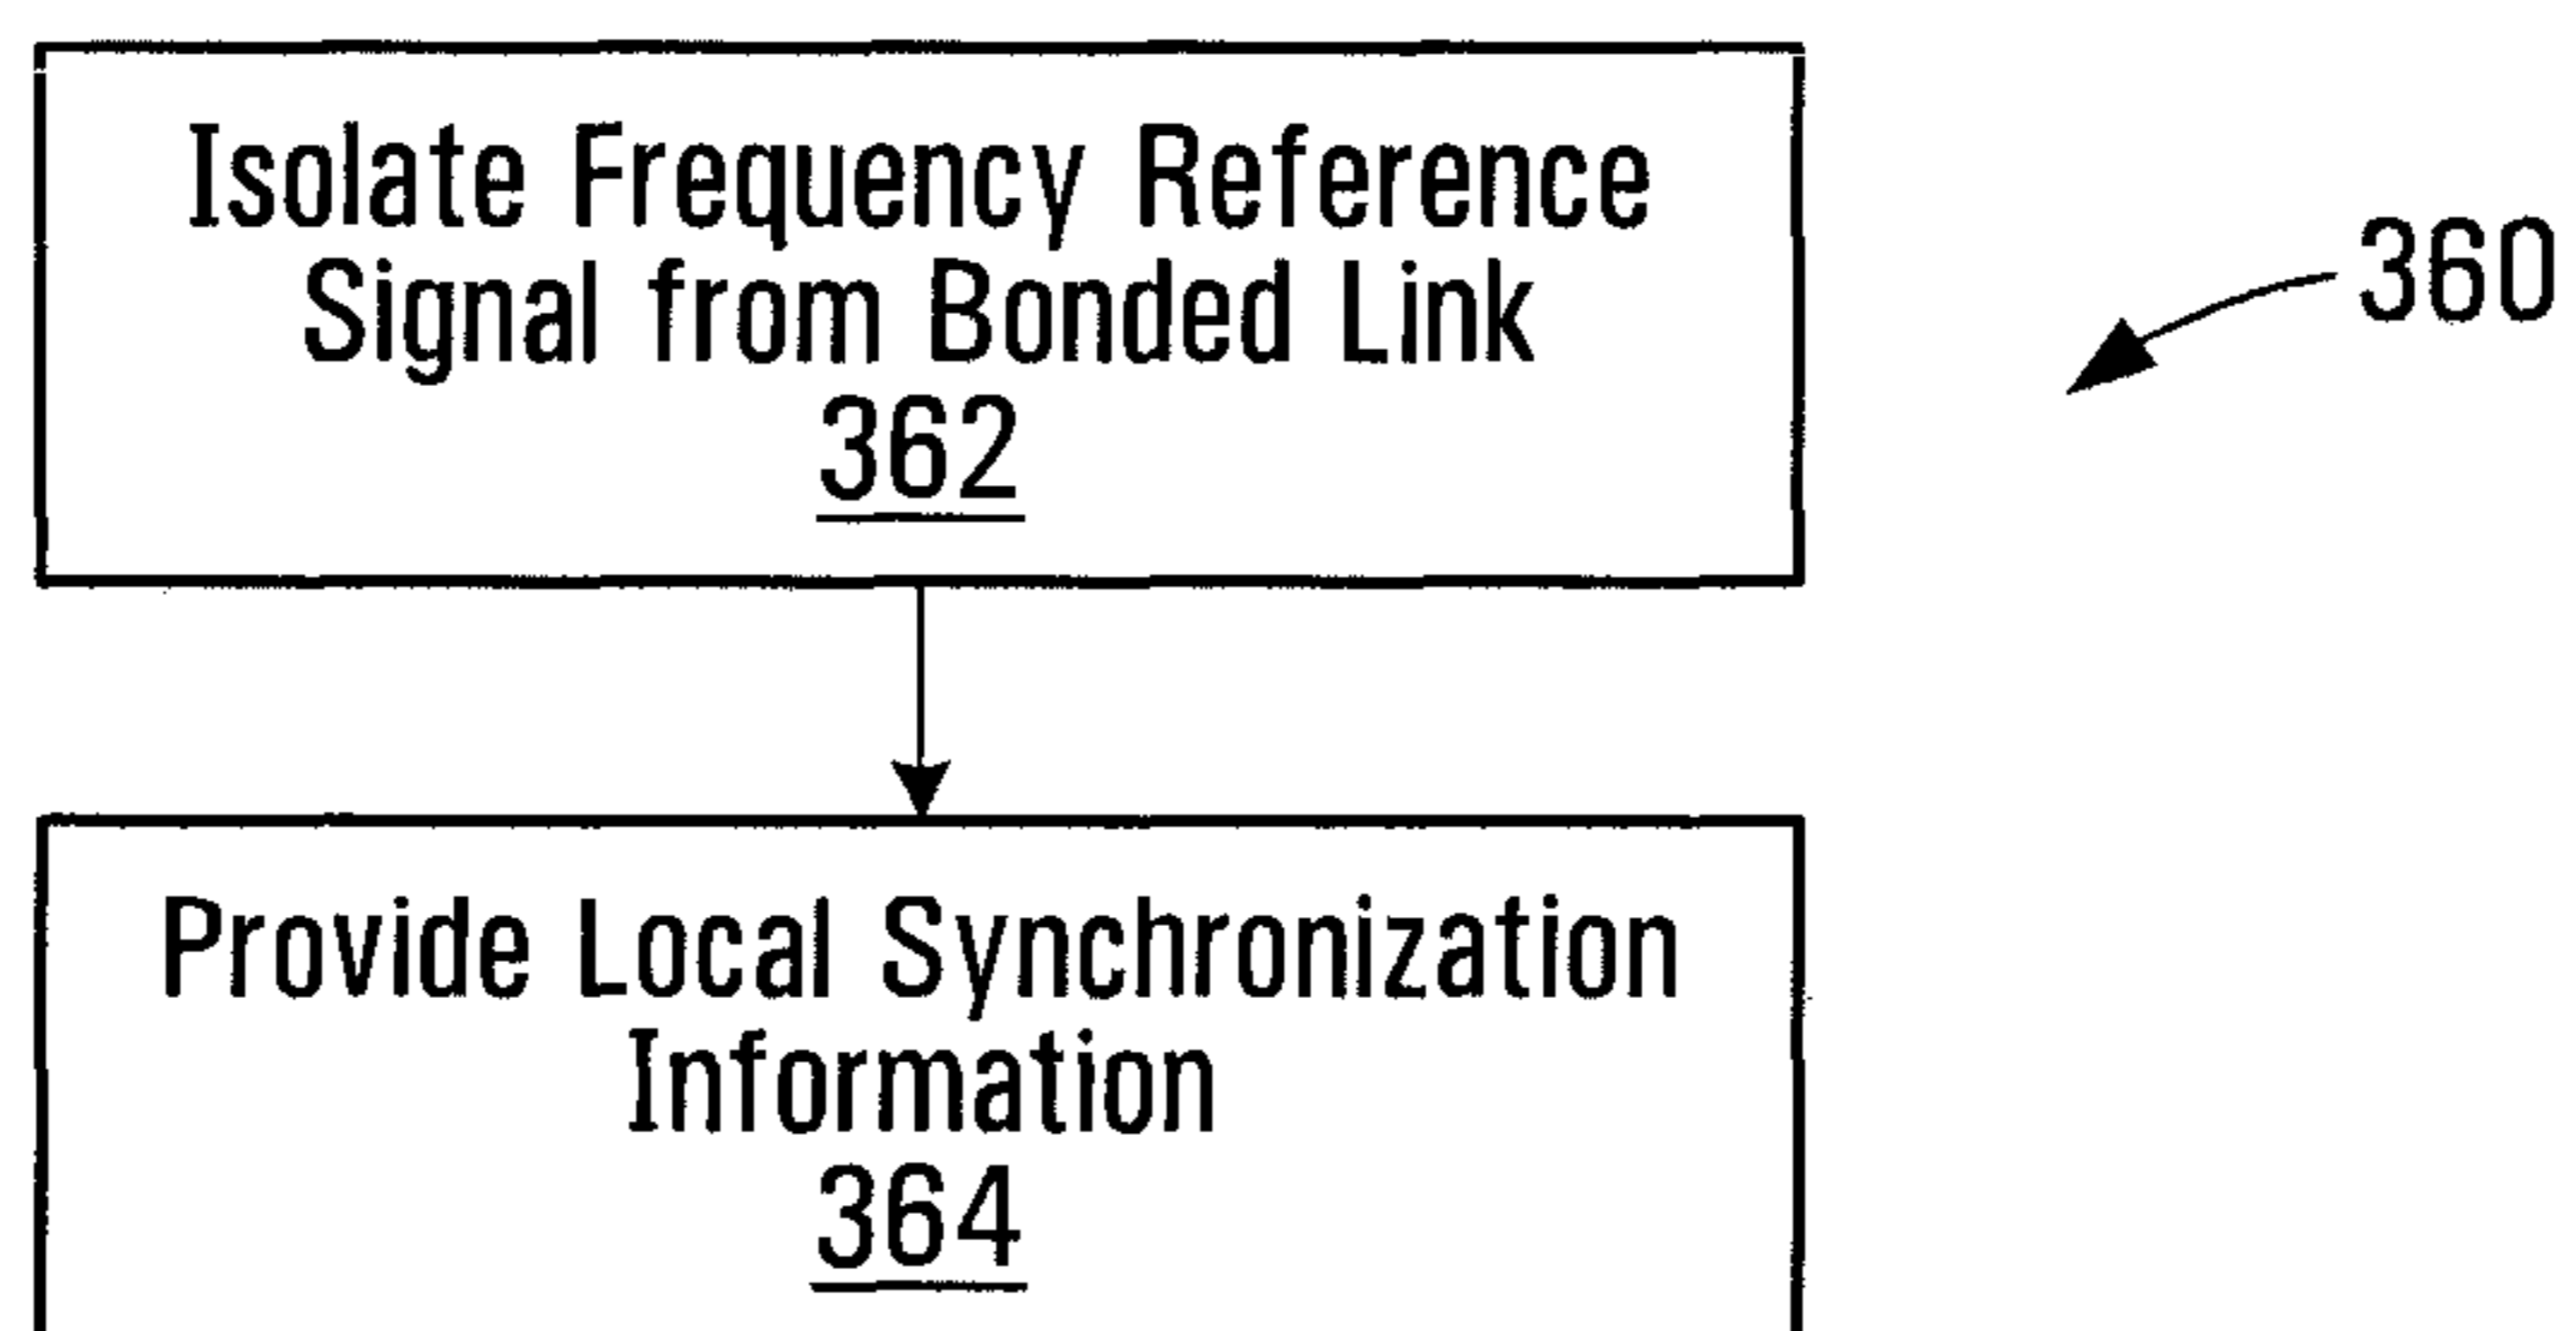 Isolate Frequency Reference
Signal from Bonded Link
362
360
Provide Local Synchronization
Information
364